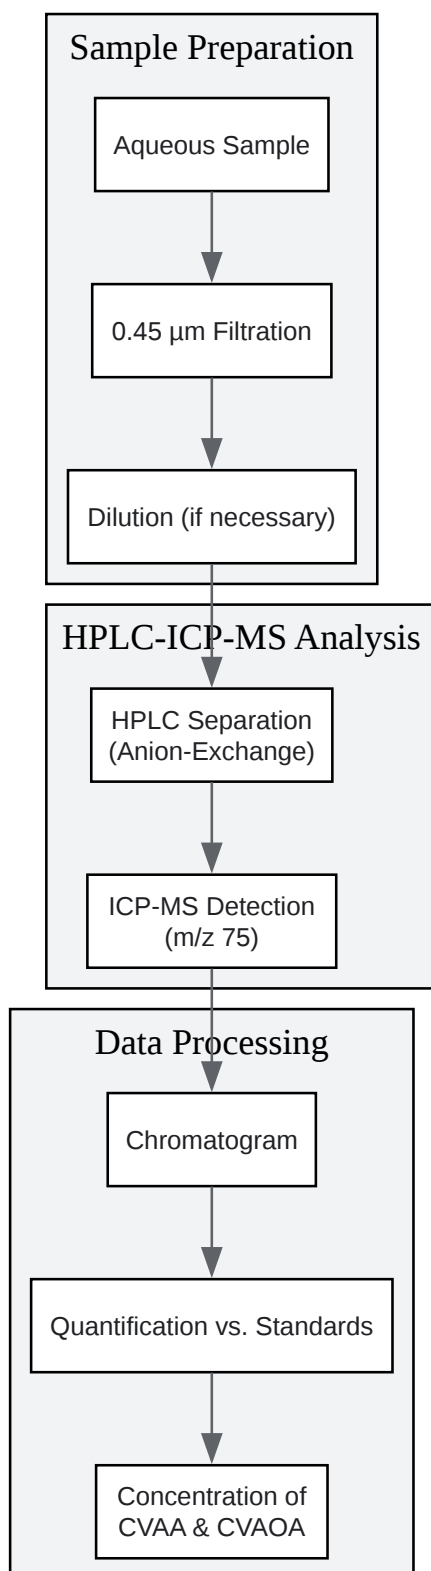 Sample Preparation
Aqueous Sample
0.45 µm Filtration
Dilution (if necessary)
HPLC-ICP-MS Analysis
HPLC Separation
(Anion-Exchange)
ICP-MS Detection
(m/z 75)
Data Processing
Chromatogram
Quantification vs. Standards
Concentration of
CVAA & CVAOA